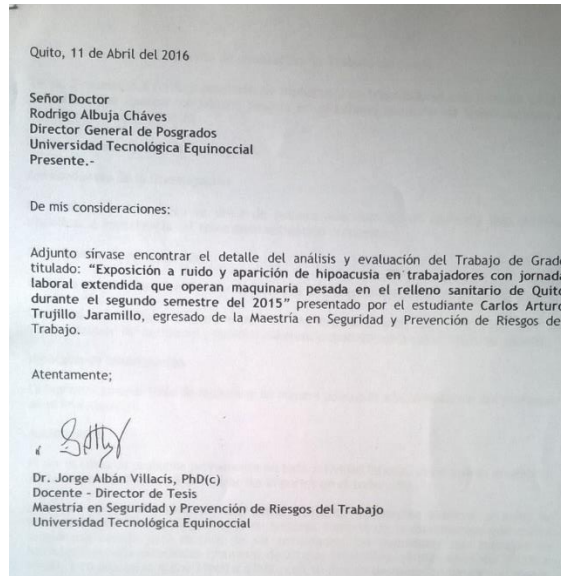 Quito, 11 de Abril del 2016
Señor Doctor
Rodrigo Albuja Cháves
Director General de Posgrados
Universidad Tecnológica Equinoccial
Presente.-
De mis consideraciones:
Adjunto sírvase encontrar el detalle del análisis y evaluación del Trabajo de Grado
titulado: “Exposición a ruido y aparición de hipoacusia en trabajadores con jornada
laboral extendida que operan maquinaria pesada en el relleno sanitario de Quito
durante el segundo semestre del 2015” presentado por el estudiante Carlos Arturo
Trujillo Jaramillo, egresado de la Maestría en Seguridad y Prevención de Riesgos del
Trabajo.
Atentamente;
Dr. Jorge Albán Villacís, PhD(c)
Docente - Director de Tesis
Maestría en Seguridad y Prevención de Riesgos del Trabajo
Universidad Tecnológica Equinoccial